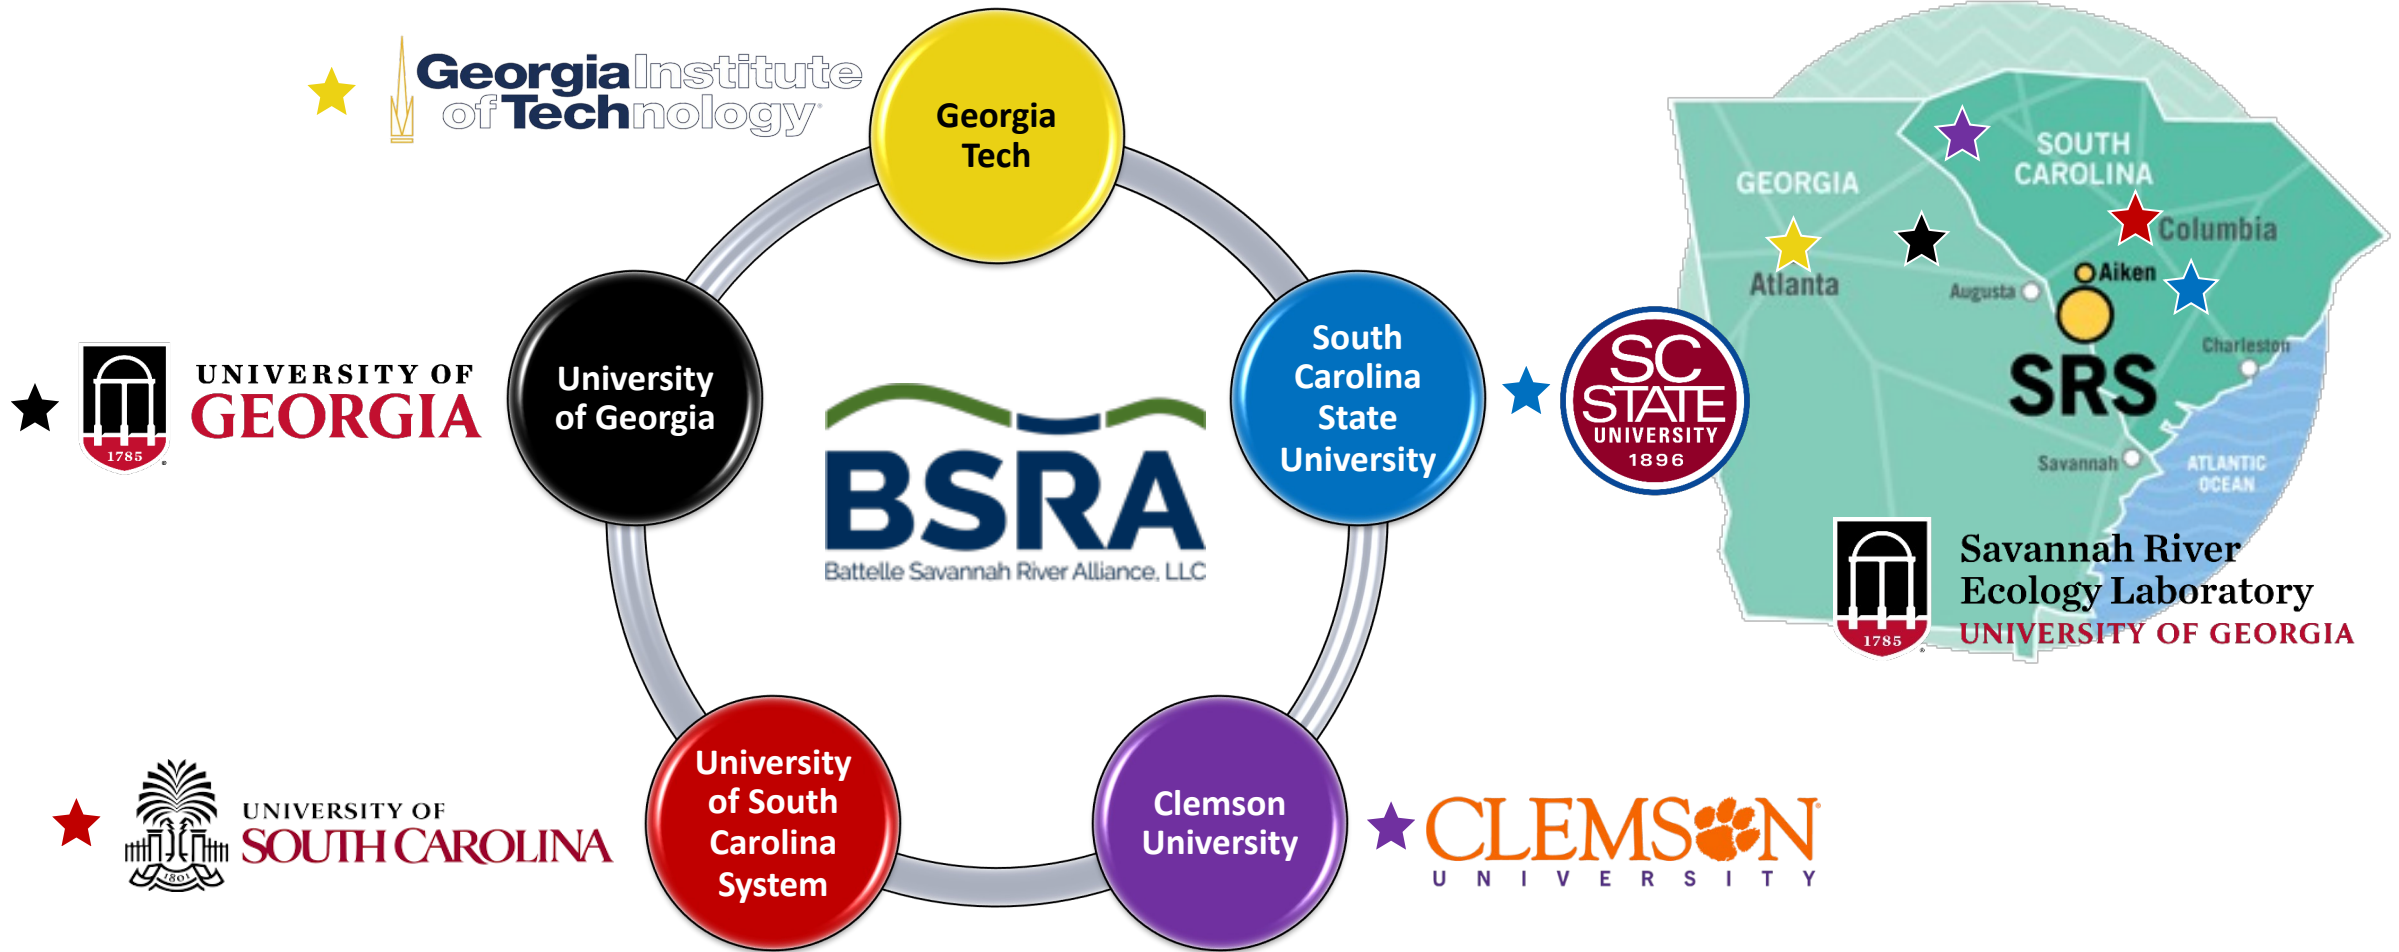 Georgia Institute
of Technology
Georgia
Tech
UNIVERSITY OF
GEORGIA
1785
University
of Georgia
BSRA
Battelle Savannah River Alliance, LLC
South
Carolina
State
University
SC
STATE
UNIVERSITY
1896
UNIVERSITY OF
SOUTH CAROLINA
1801
University
of South
Carolina
System
Clemson
University
CLEMSON
UNIVERSITY
SOUTH
CAROLINA
GEORGIA
Columbia
Atlanta
Aiken
Augusta
Charleston
SRS
Savannah
ATLANTIC
OCEAN
1785
Savannah River
Ecology Laboratory
UNIVERSITY OF GEORGIA